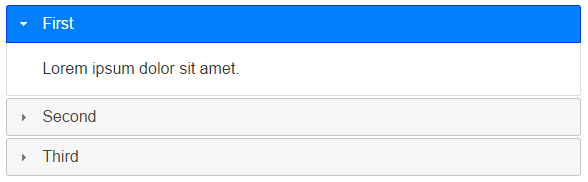 First
Lorem ipsum dolor sit amet.
Second
Third